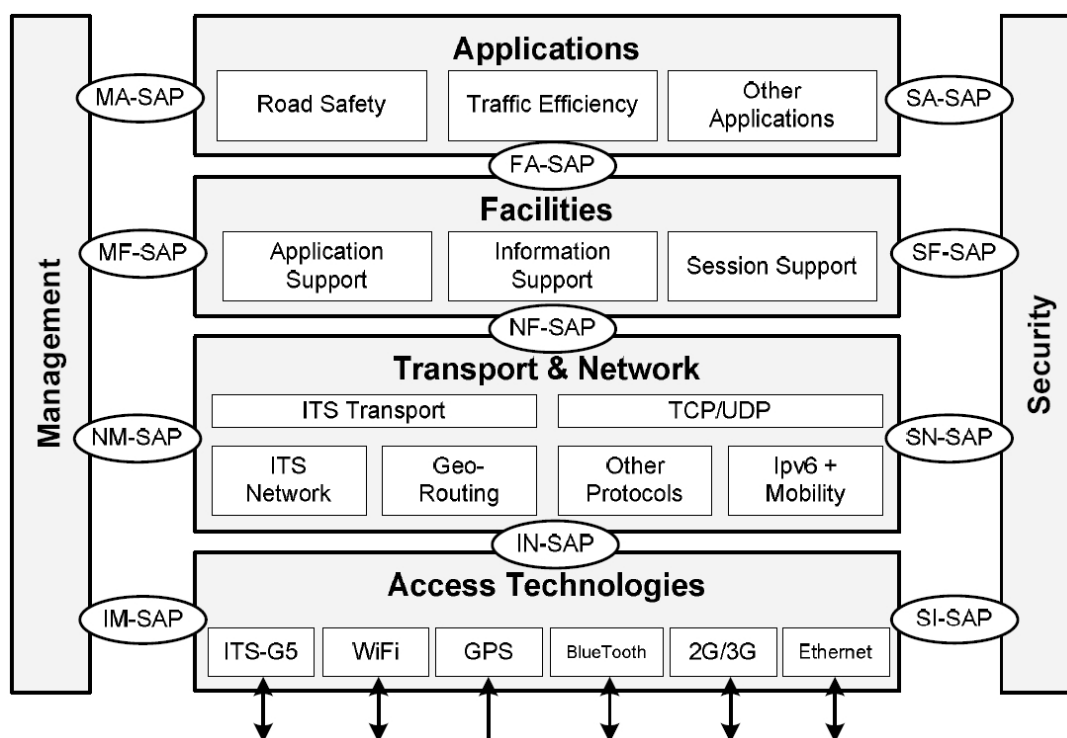 Applications
MA-SAP
Road Safety
Traffic Efficiency
Other
Applications
SA-SAP
FA-SAP
Facilities
MF-SAP
Application
Support
Information
Support
Session Support
SF-SAP
NF-SAP
Management
Security
Transport & Network
ITS Transport
TCP/UDP
NM-SAP
ITS
Network
Geo-
Routing
Other
Protocols
Ipv6 +
Mobility
SN-SAP
IN-SAP
Access Technologies
IM-SAP
ITS-G5
WiFi
GPS
BlueTooth
2G/3G
Ethernet
SI-SAP